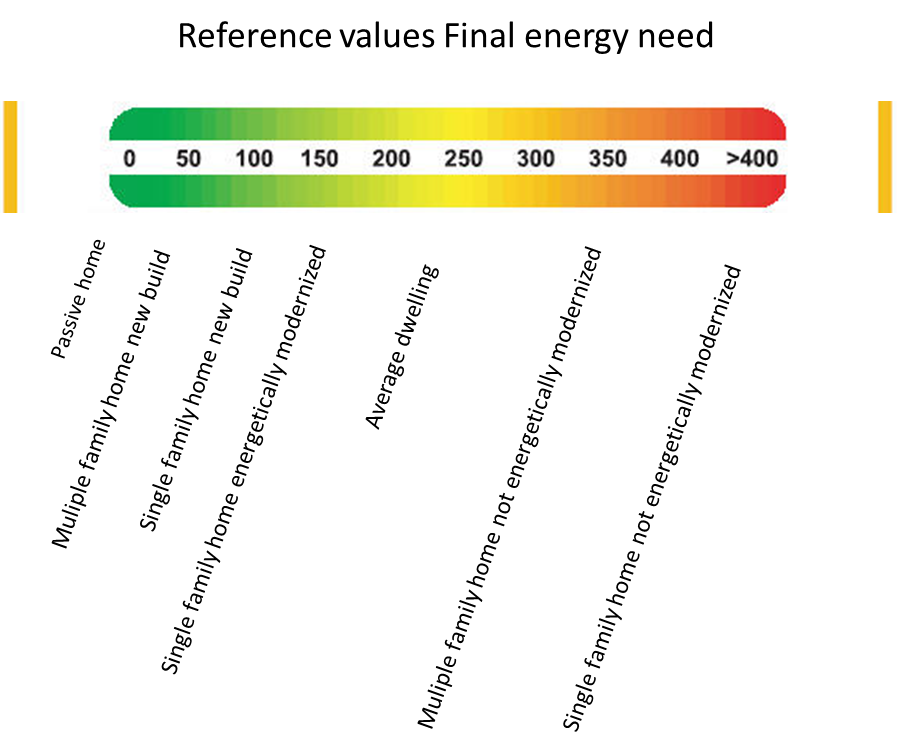 Reference values Final energy need
0 50 100 150 200 250 300 350 400 >400
Passive home
Muliple family home new build
Single family home new build
Single family home energetically modernized
Average dwelling
Muliple family home not energetically modernized
Single family home not energetically modernized